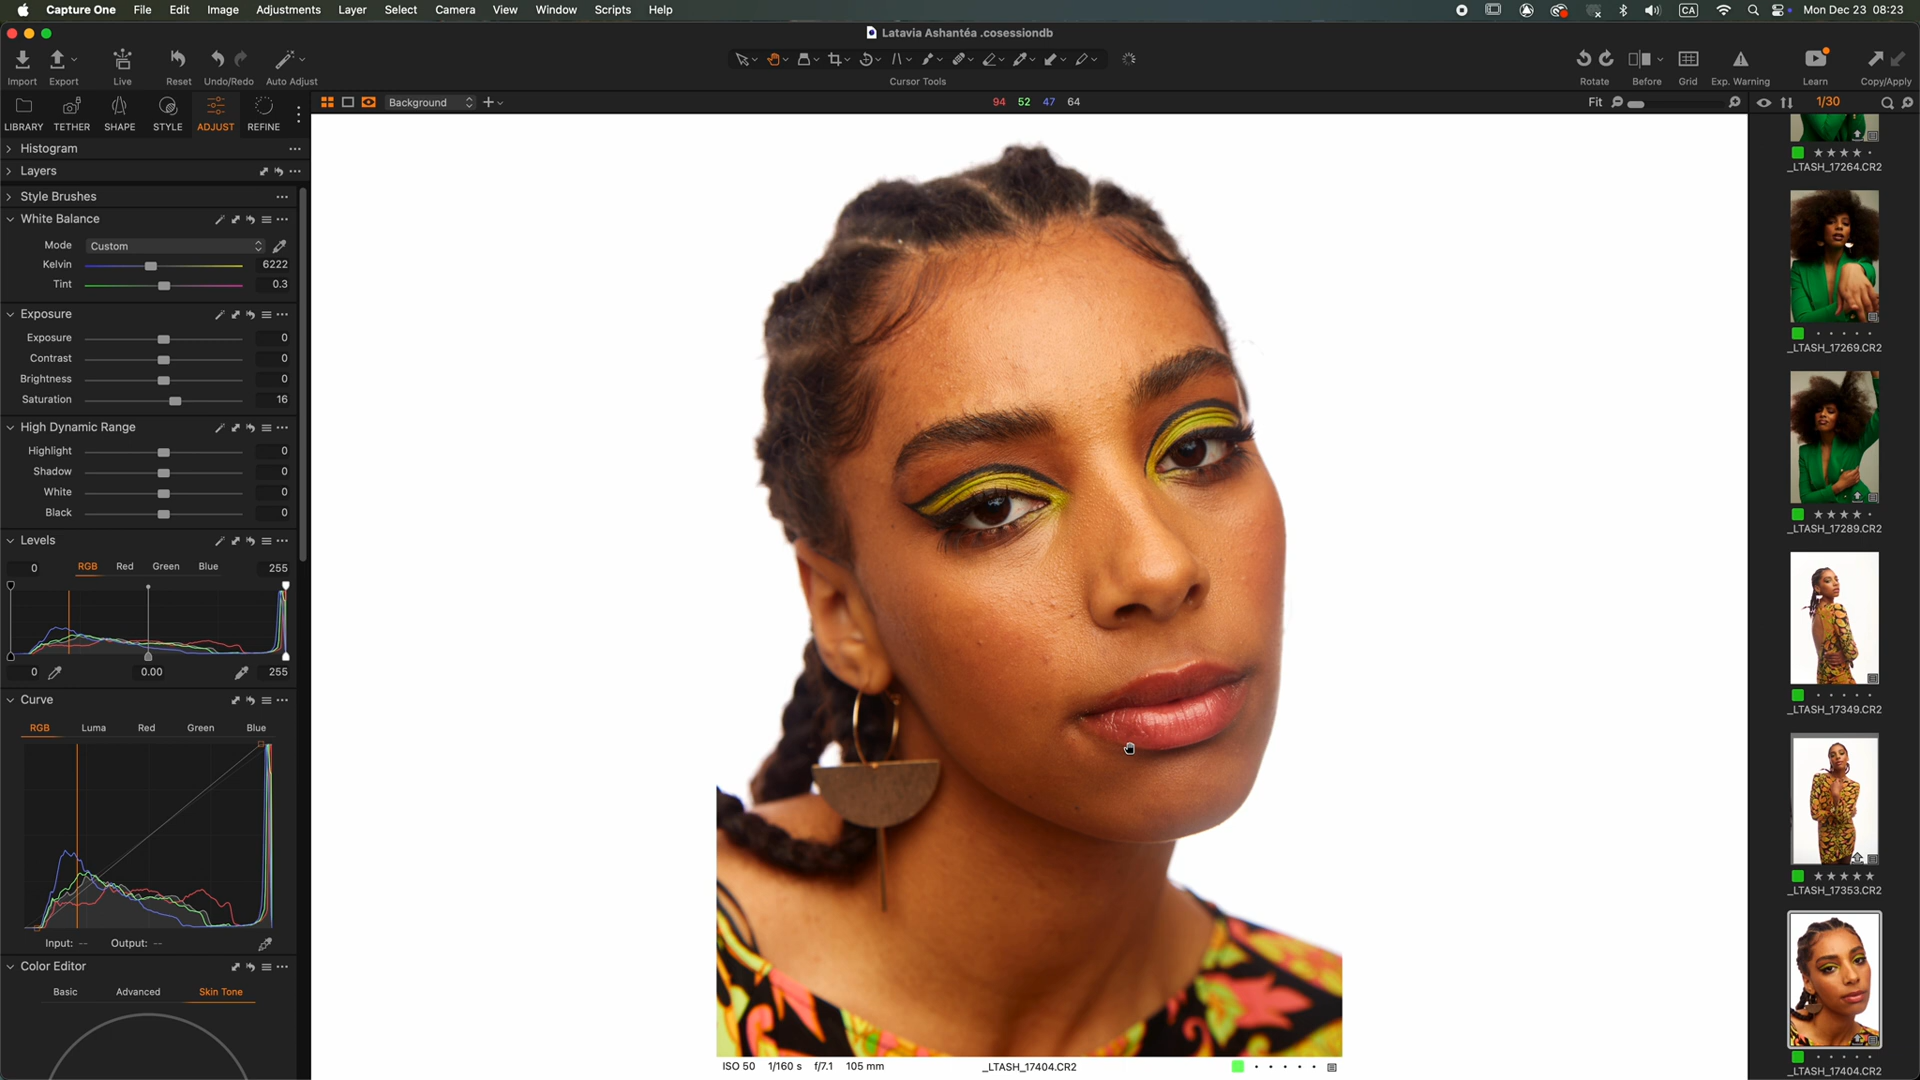 Capture One File Edit Image Adjustments Layer Select Camera View Window Scripts Help
CA Mon Dec 23 08:23
Latavia Ashantéa .cosessiondb
Import Export Live Reset Undo/Redo Auto Adjust
Cursor Tools
Rotate Before Grid Exp. Warning Learn Copy/Apply
LIBRARY TETHER SHAPE STYLE ADJUST REFINE
Background
94 52 47 64
Fit
1/30
Histogram
Layers
Style Brushes
White Balance
Mode Custom
Kelvin 6222
Tint 0.3
Exposure
Exposure 0
Contrast 0
Brightness 0
Saturation 16
High Dynamic Range
Highlight 0
Shadow 0
White 0
Black 0
Levels
0 RGB Red Green Blue 255
0 0.00 255
Curve
RGB Luma Red Green Blue
Input: -- Output: --
Color Editor
Basic Advanced Skin Tone
ISO 50 1/160 s f/7.1 105 mm
_LTASH_17404.CR2
_LTASH_17264.CR2
_LTASH_17269.CR2
_LTASH_17289.CR2
_LTASH_17349.CR2
_LTASH_17353.CR2
_LTASH_17404.CR2